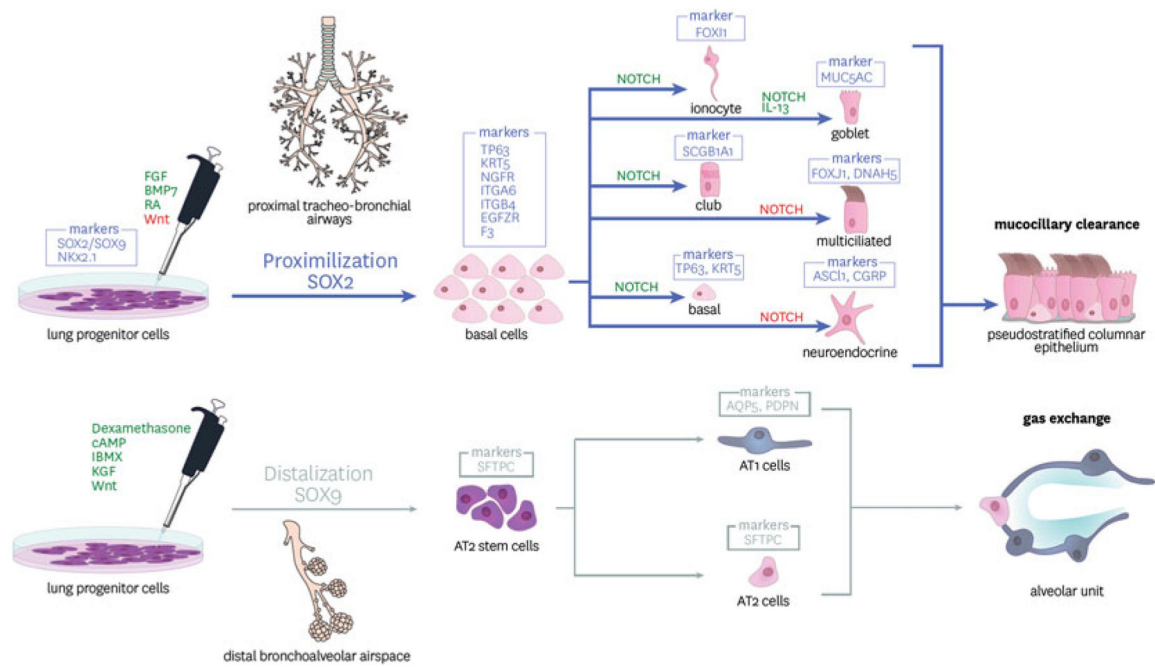 marker
FOXI1
NOTCH
ionocyte
marker
MUC5AC
NOTCH
IL-13
goblet
markers
TP63
KRT5
NGFR
ITGA6
ITGB4
EGFZR
F3
marker
SCGB1A1
NOTCH
club
markers
FOXJ1, DNAH5
NOTCH
multiciliated
FGF
BMP7
RA
Wnt
proximal tracheo-bronchial
airways
markers
SOX2/SOX9
NKx2.1
lung progenitor cells
Proximilization
SOX2
basal cells
markers
TP63, KRT5
NOTCH
basal
markers
ASCl1, CGRP
NOTCH
neuroendocrine
mucocillary clearance
pseudostratified columnar
epithelium
Dexamethasone
cAMP
IBMX
KGF
Wnt
lung progenitor cells
Distalization
SOX9
distal bronchoalveolar airspace
markers
SFTPC
AT2 stem cells
markers
AQP5, PDPN
AT1 cells
markers
SFTPC
AT2 cells
gas exchange
alveolar unit